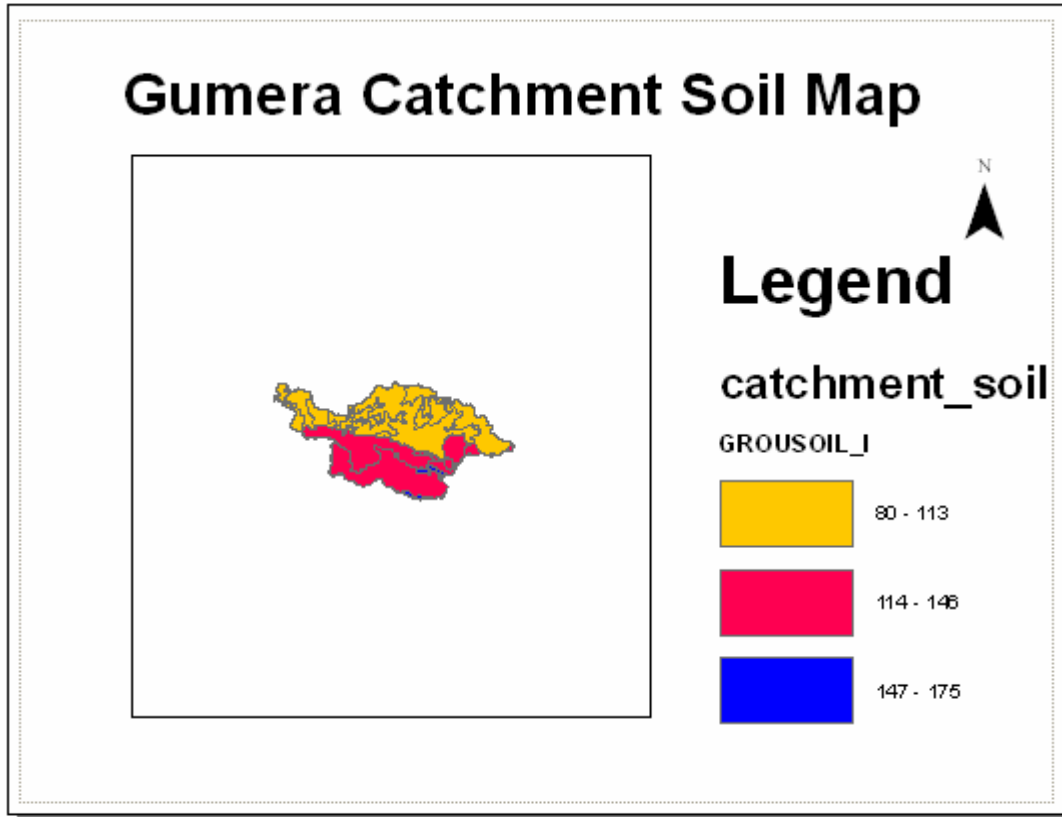 Gumera Catchment Soil Map
N
Legend
catchment_soil
GROUSOIL_I
80 - 113
114 - 146
147 - 175